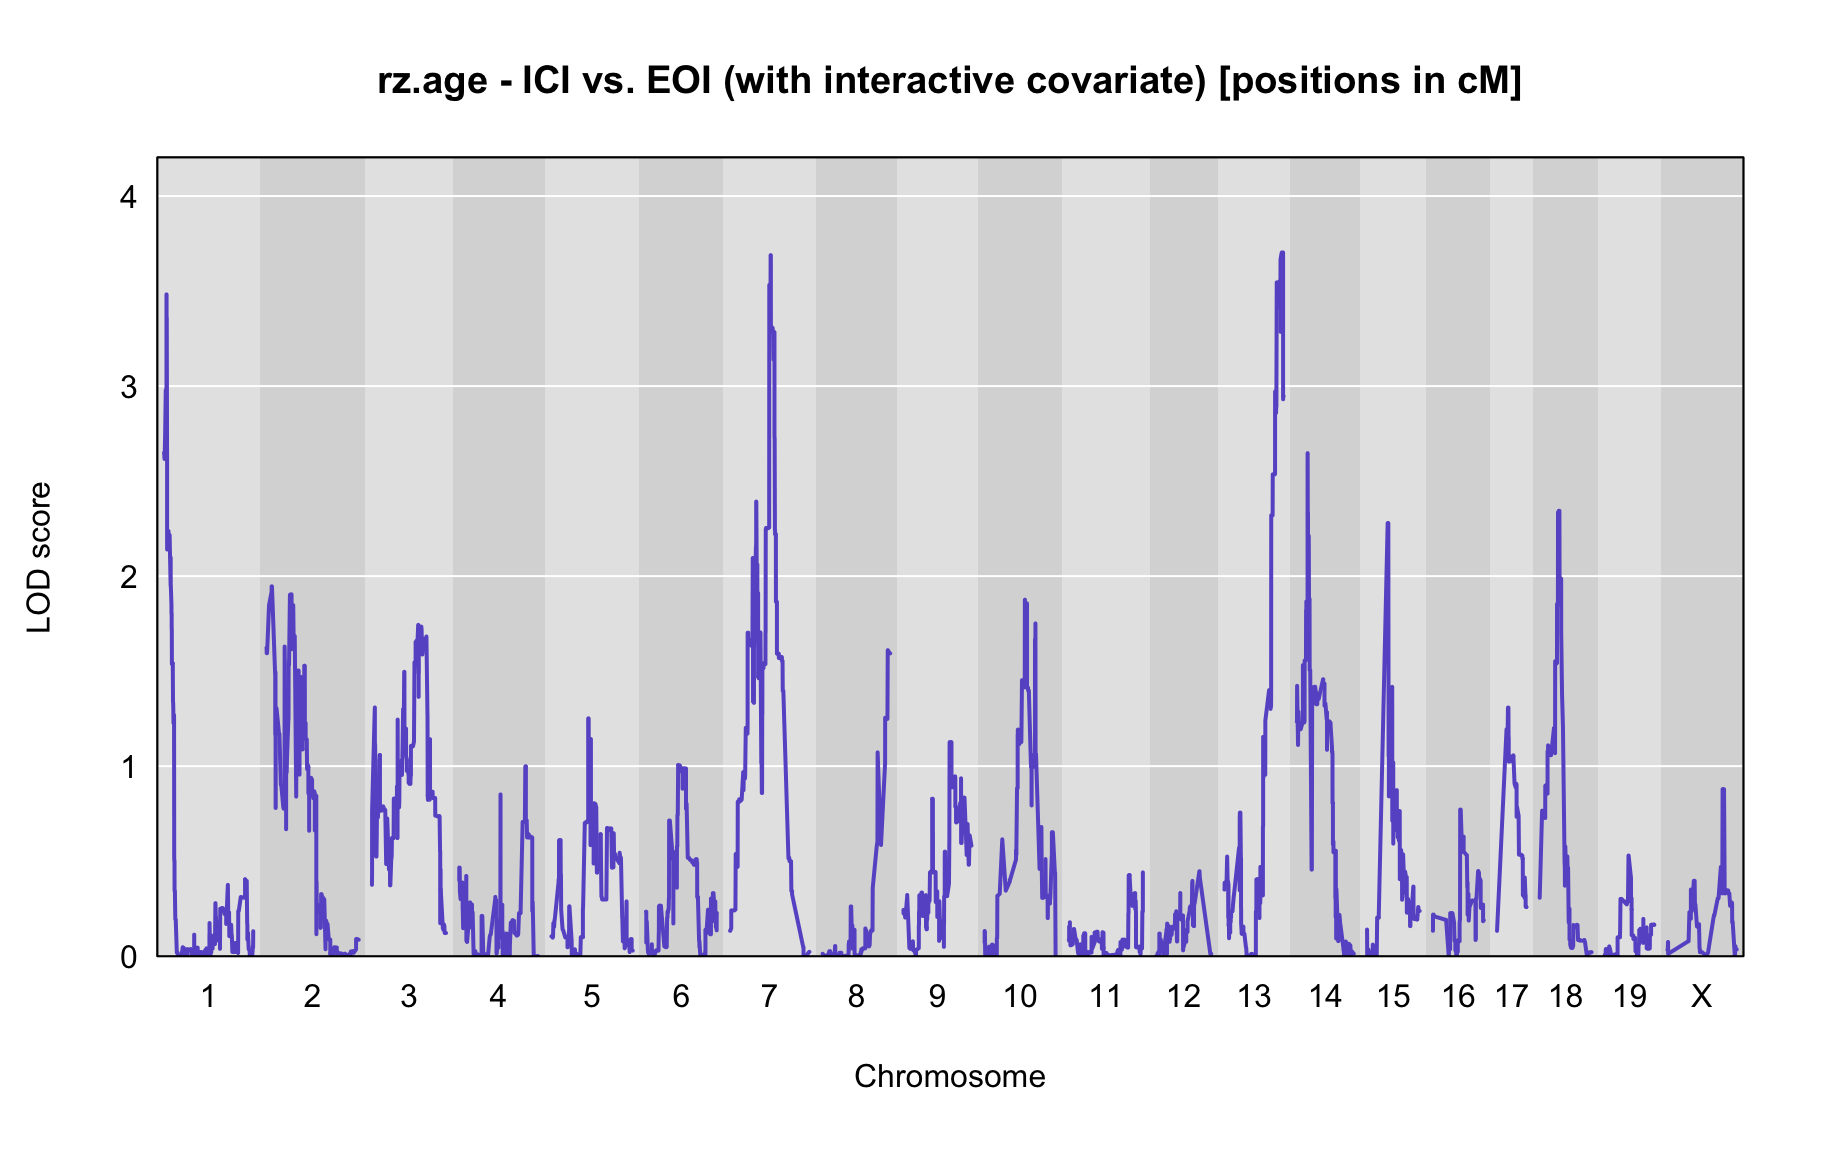 rz.age - ICI vs. EOI (with interactive covariate) [positions in cM]
4
3
2
1
0
LOD score
1 2 3 4 5 6 7 8 9 10 11 12 13 14 15 16 17 18 19 X
Chromosome